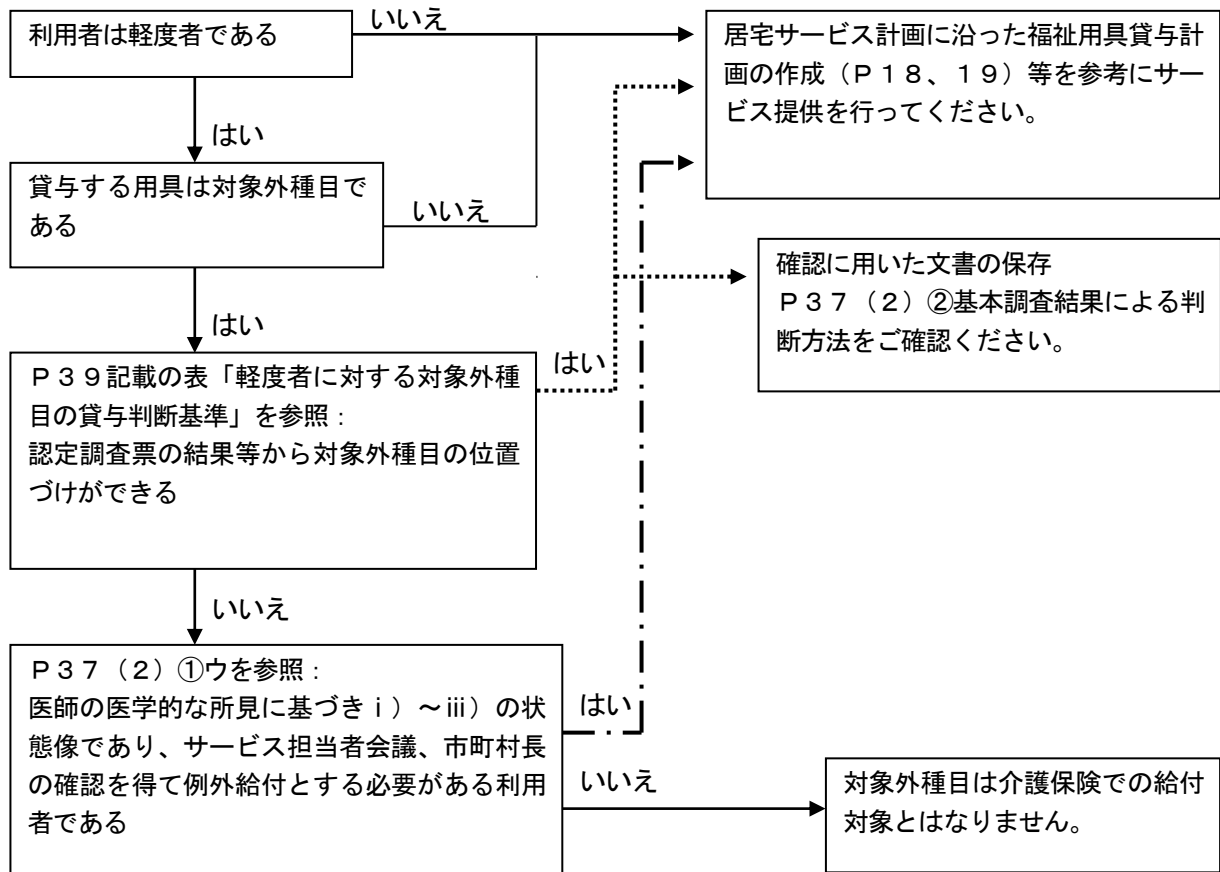 利用者は軽度者である
いいえ
居宅サービス計画に沿った福祉用具貸与計
画の作成（Ｐ１８、１９）等を参考にサー
ビス提供を行ってください。
はい
貸与する用具は対象外種目で
ある
いいえ
確認に用いた文書の保存
Ｐ３７（２）②基本調査結果による判
断方法をご確認ください。
はい
Ｐ３９記載の表「軽度者に対する対象外種
目の貸与判断基準」を参照：
認定調査票の結果等から対象外種目の位置
づけができる
はい
いいえ
Ｐ３７（２）①ウを参照：
医師の医学的な所見に基づきⅰ）～ⅲ）の状
態像であり、サービス担当者会議、市町村長
の確認を得て例外給付とする必要がある利用
者である
はい
いいえ
対象外種目は介護保険での給付
対象とはなりません。